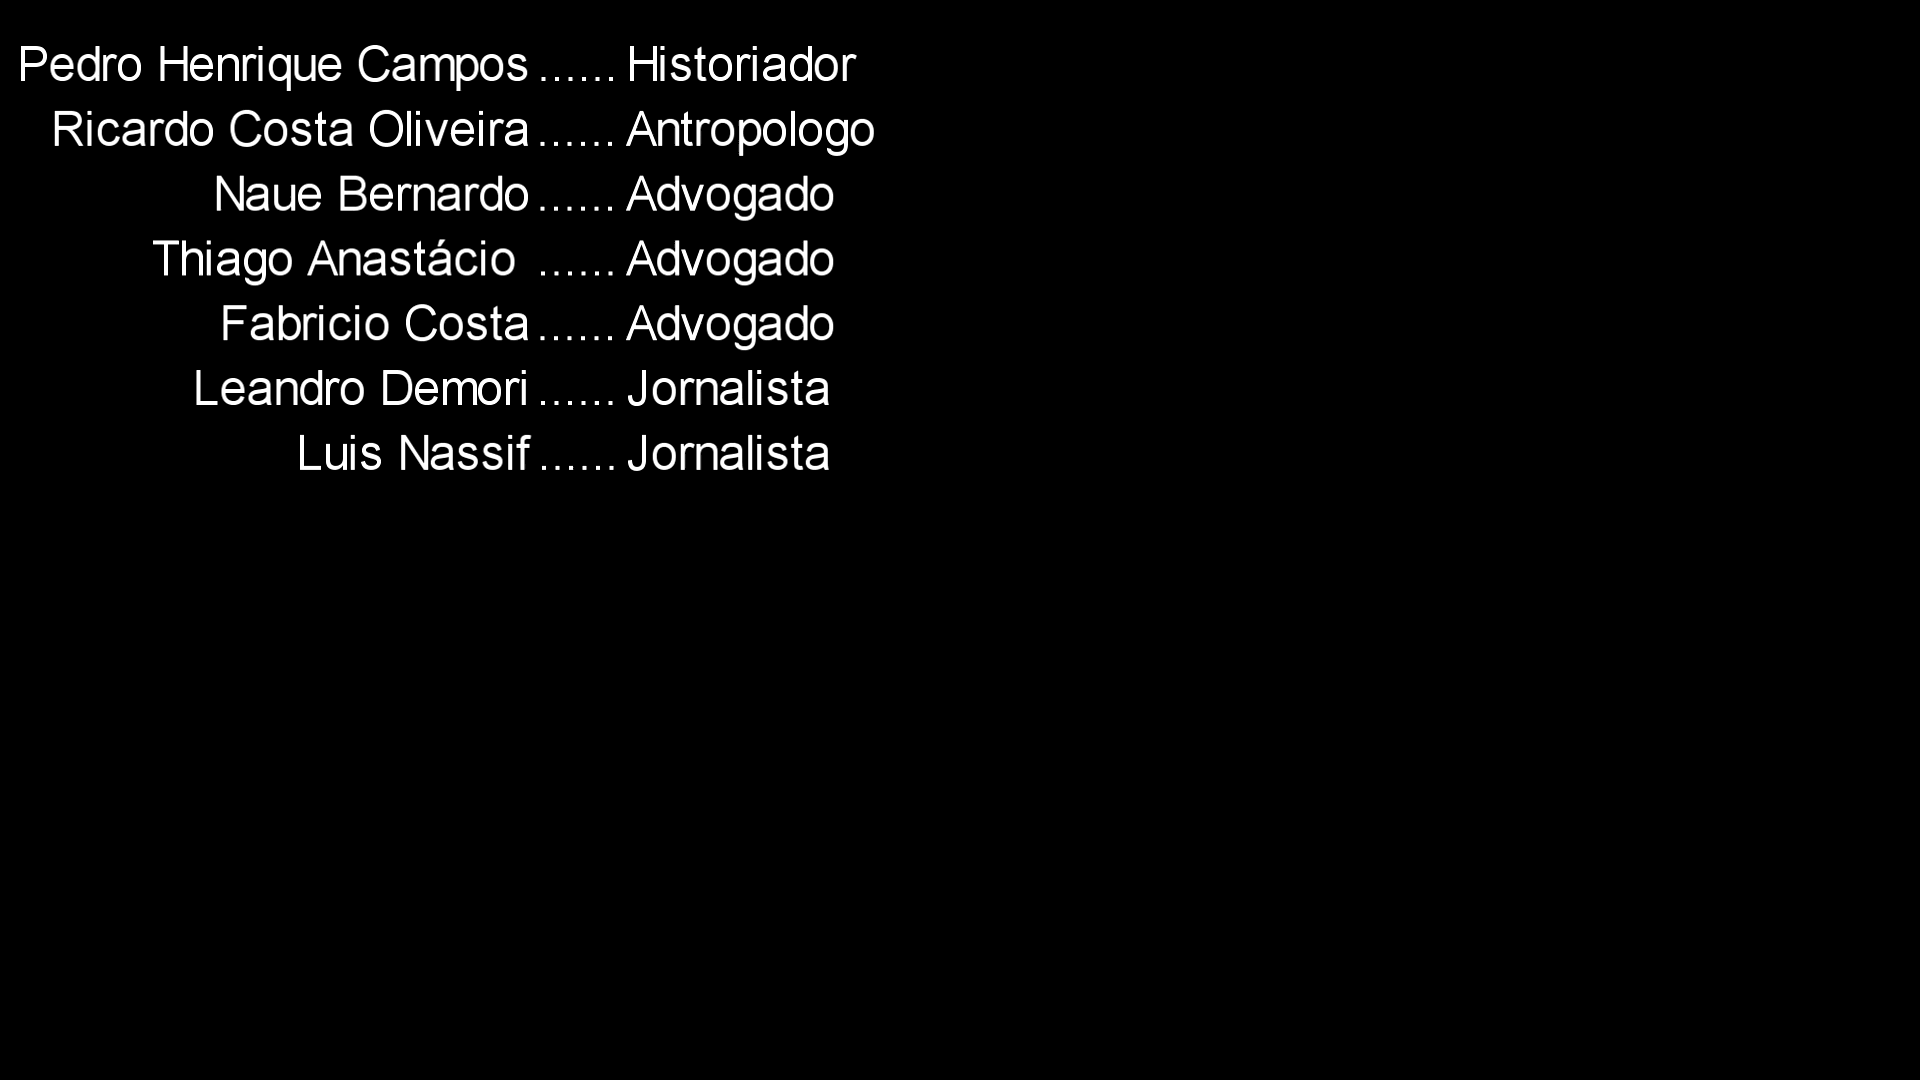 Pedro Henrique Campos ...... Historiador
Ricardo Costa Oliveira ...... Antropologo
Naue Bernardo ...... Advogado
Thiago Anastácio ...... Advogado
Fabricio Costa ...... Advogado
Leandro Demori ...... Jornalista
Luis Nassif ...... Jornalista